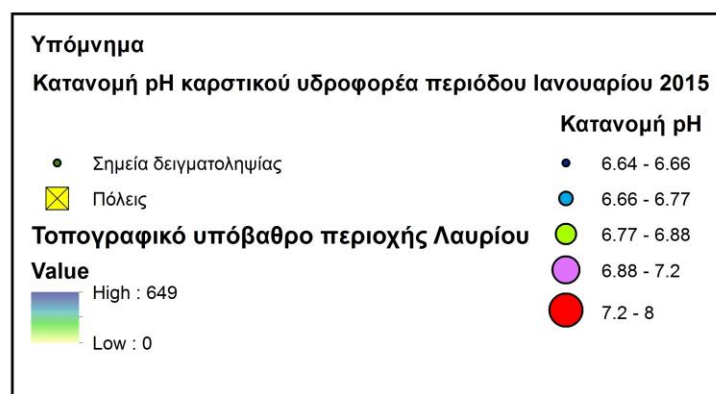 Υπόμνημα
Κατανομή pH καρστικού υδροφορέα περιόδου Ιανουαρίου 2015
Σημεία δειγματοληψίας
Πόλεις
Τοπογραφικό υπόβαθρο περιοχής Λαυρίου
Value
High : 649
Low : 0
Κατανομή pH
6.64 - 6.66
6.66 - 6.77
6.77 - 6.88
6.88 - 7.2
7.2 - 8